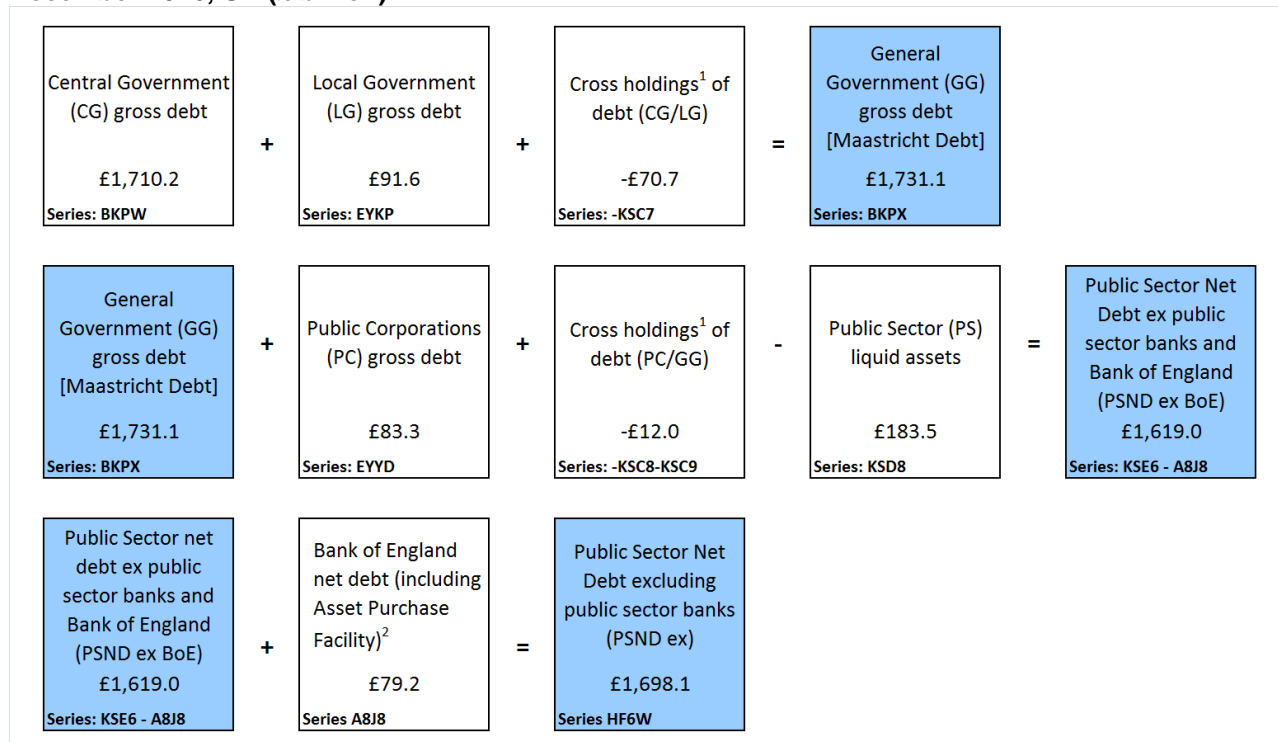 Central Government
(CG) gross debt
£1,710.2
Series: BKPW
+
Local Government
(LG) gross debt
£91.6
Series: EYKP
+
Cross holdings¹ of
debt (CG/LG)
-£70.7
Series: -KSC7
=
General
Government (GG)
gross debt
[Maastricht Debt]
£1,731.1
Series: BKPX
General
Government (GG)
gross debt
[Maastricht Debt]
£1,731.1
Series: BKPX
+
Public Corporations
(PC) gross debt
£83.3
Series: EYYD
+
Cross holdings¹ of
debt (PC/GG)
-£12.0
Series: -KSC8-KSC9
-
Public Sector (PS)
liquid assets
£183.5
Series: KSD8
=
Public Sector Net
Debt ex public
sector banks and
Bank of England
(PSND ex BoE)
£1,619.0
Series: KSE6 - A8J8
Public Sector net
debt ex public
sector banks and
Bank of England
(PSND ex BoE)
£1,619.0
Series: KSE6 - A8J8
+
Bank of England
net debt (including
Asset Purchase
Facility)²
£79.2
Series A8J8
=
Public Sector Net
Debt excluding
public sector banks
(PSND ex)
£1,698.1
Series HF6W